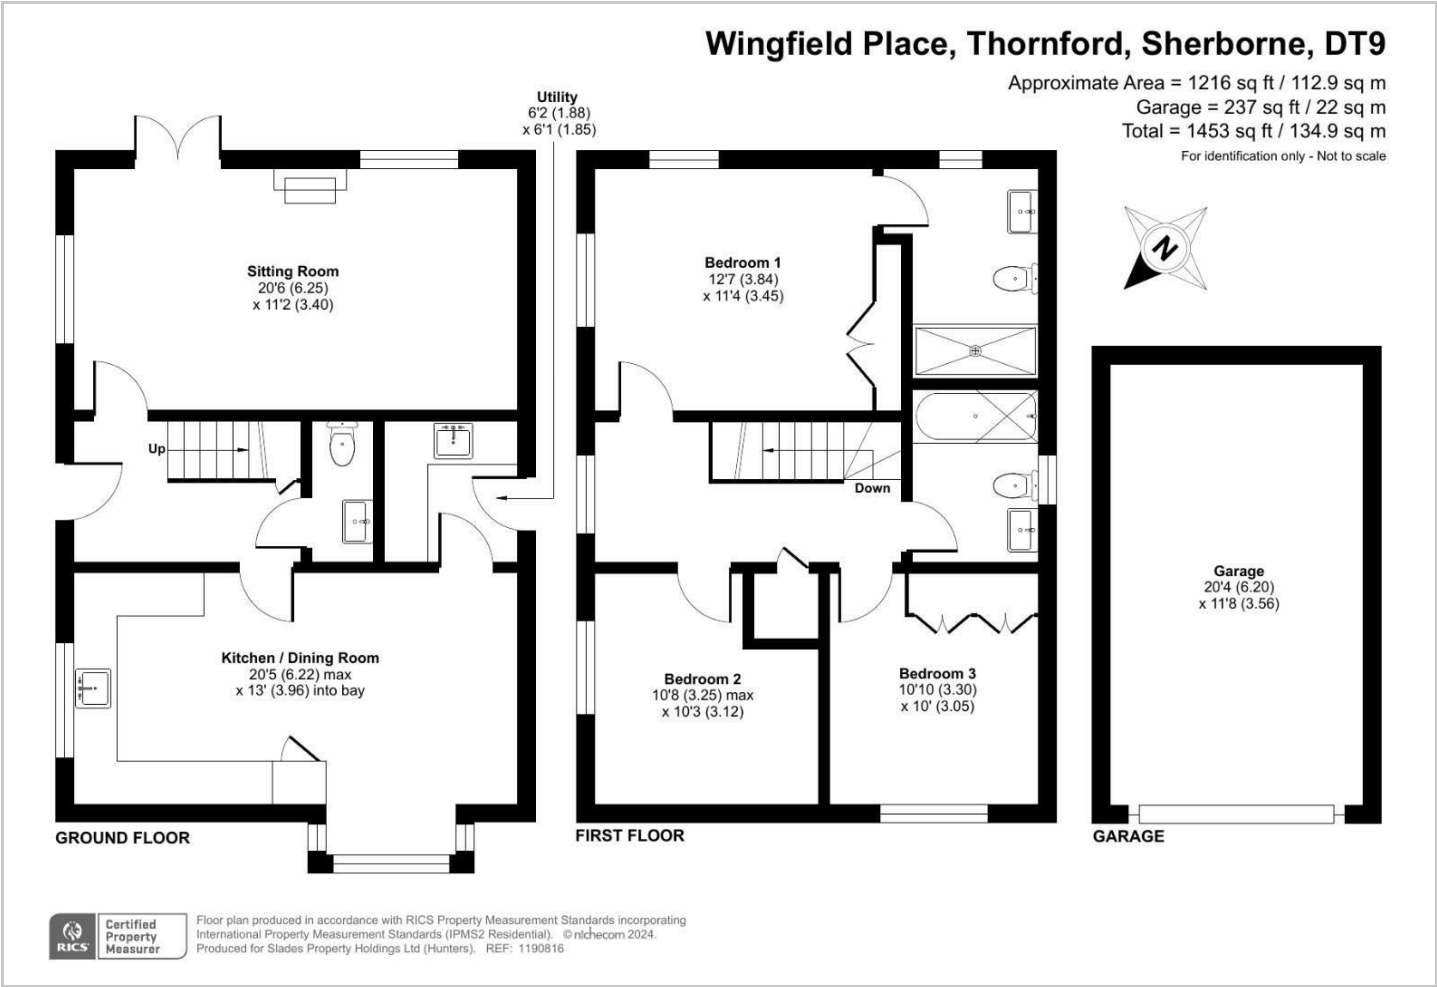 Wingfield Place, Thornford, Sherborne, DT9
Approximate Area = 1216 sq ft / 112.9 sq m
Garage = 237 sq ft / 22 sq m
Total = 1453 sq ft / 134.9 sq m
For identification only - Not to scale
Utility
6'2 (1.88)
x 6'1 (1.85)
N
Sitting Room
20'6 (6.25)
x 11'2 (3.40)
Up
Kitchen / Dining Room
20'5 (6.22) max
x 13' (3.96) into bay
GROUND FLOOR
Bedroom 1
12'7 (3.84)
x 11'4 (3.45)
Down
Bedroom 2
10'8 (3.25) max
x 10'3 (3.12)
Bedroom 3
10'10 (3.30)
x 10' (3.05)
FIRST FLOOR
Garage
20'4 (6.20)
x 11'8 (3.56)
GARAGE
RICS
Certified
Property
Measurer
Floor plan produced in accordance with RICS Property Measurement Standards incorporating
International Property Measurement Standards (IPMS2 Residential). © nichecom 2024.
Produced for Slades Property Holdings Ltd (Hunters). REF: 1190816